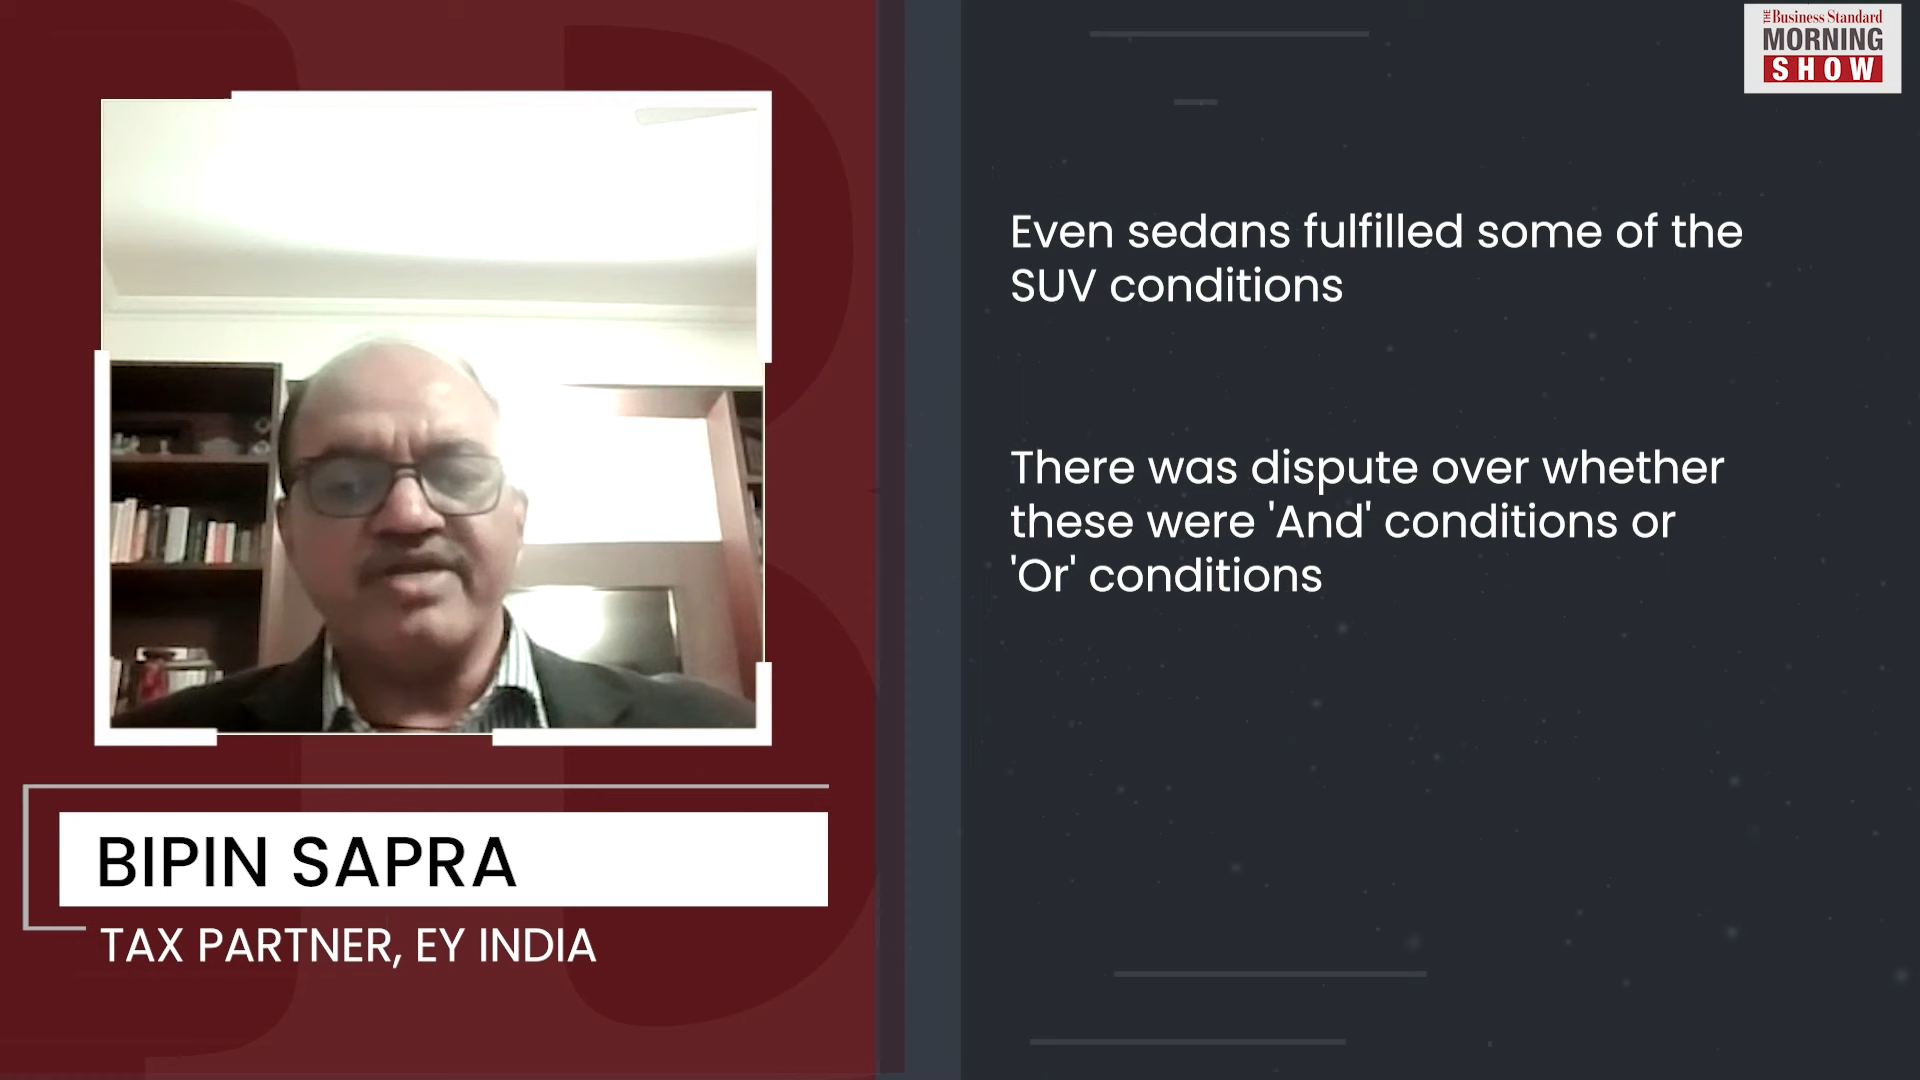 THE Business Standard
MORNING
SHOW
Even sedans fulfilled some of the
SUV conditions
There was dispute over whether
these were 'And' conditions or
'Or' conditions
BIPIN SAPRA
TAX PARTNER, EY INDIA